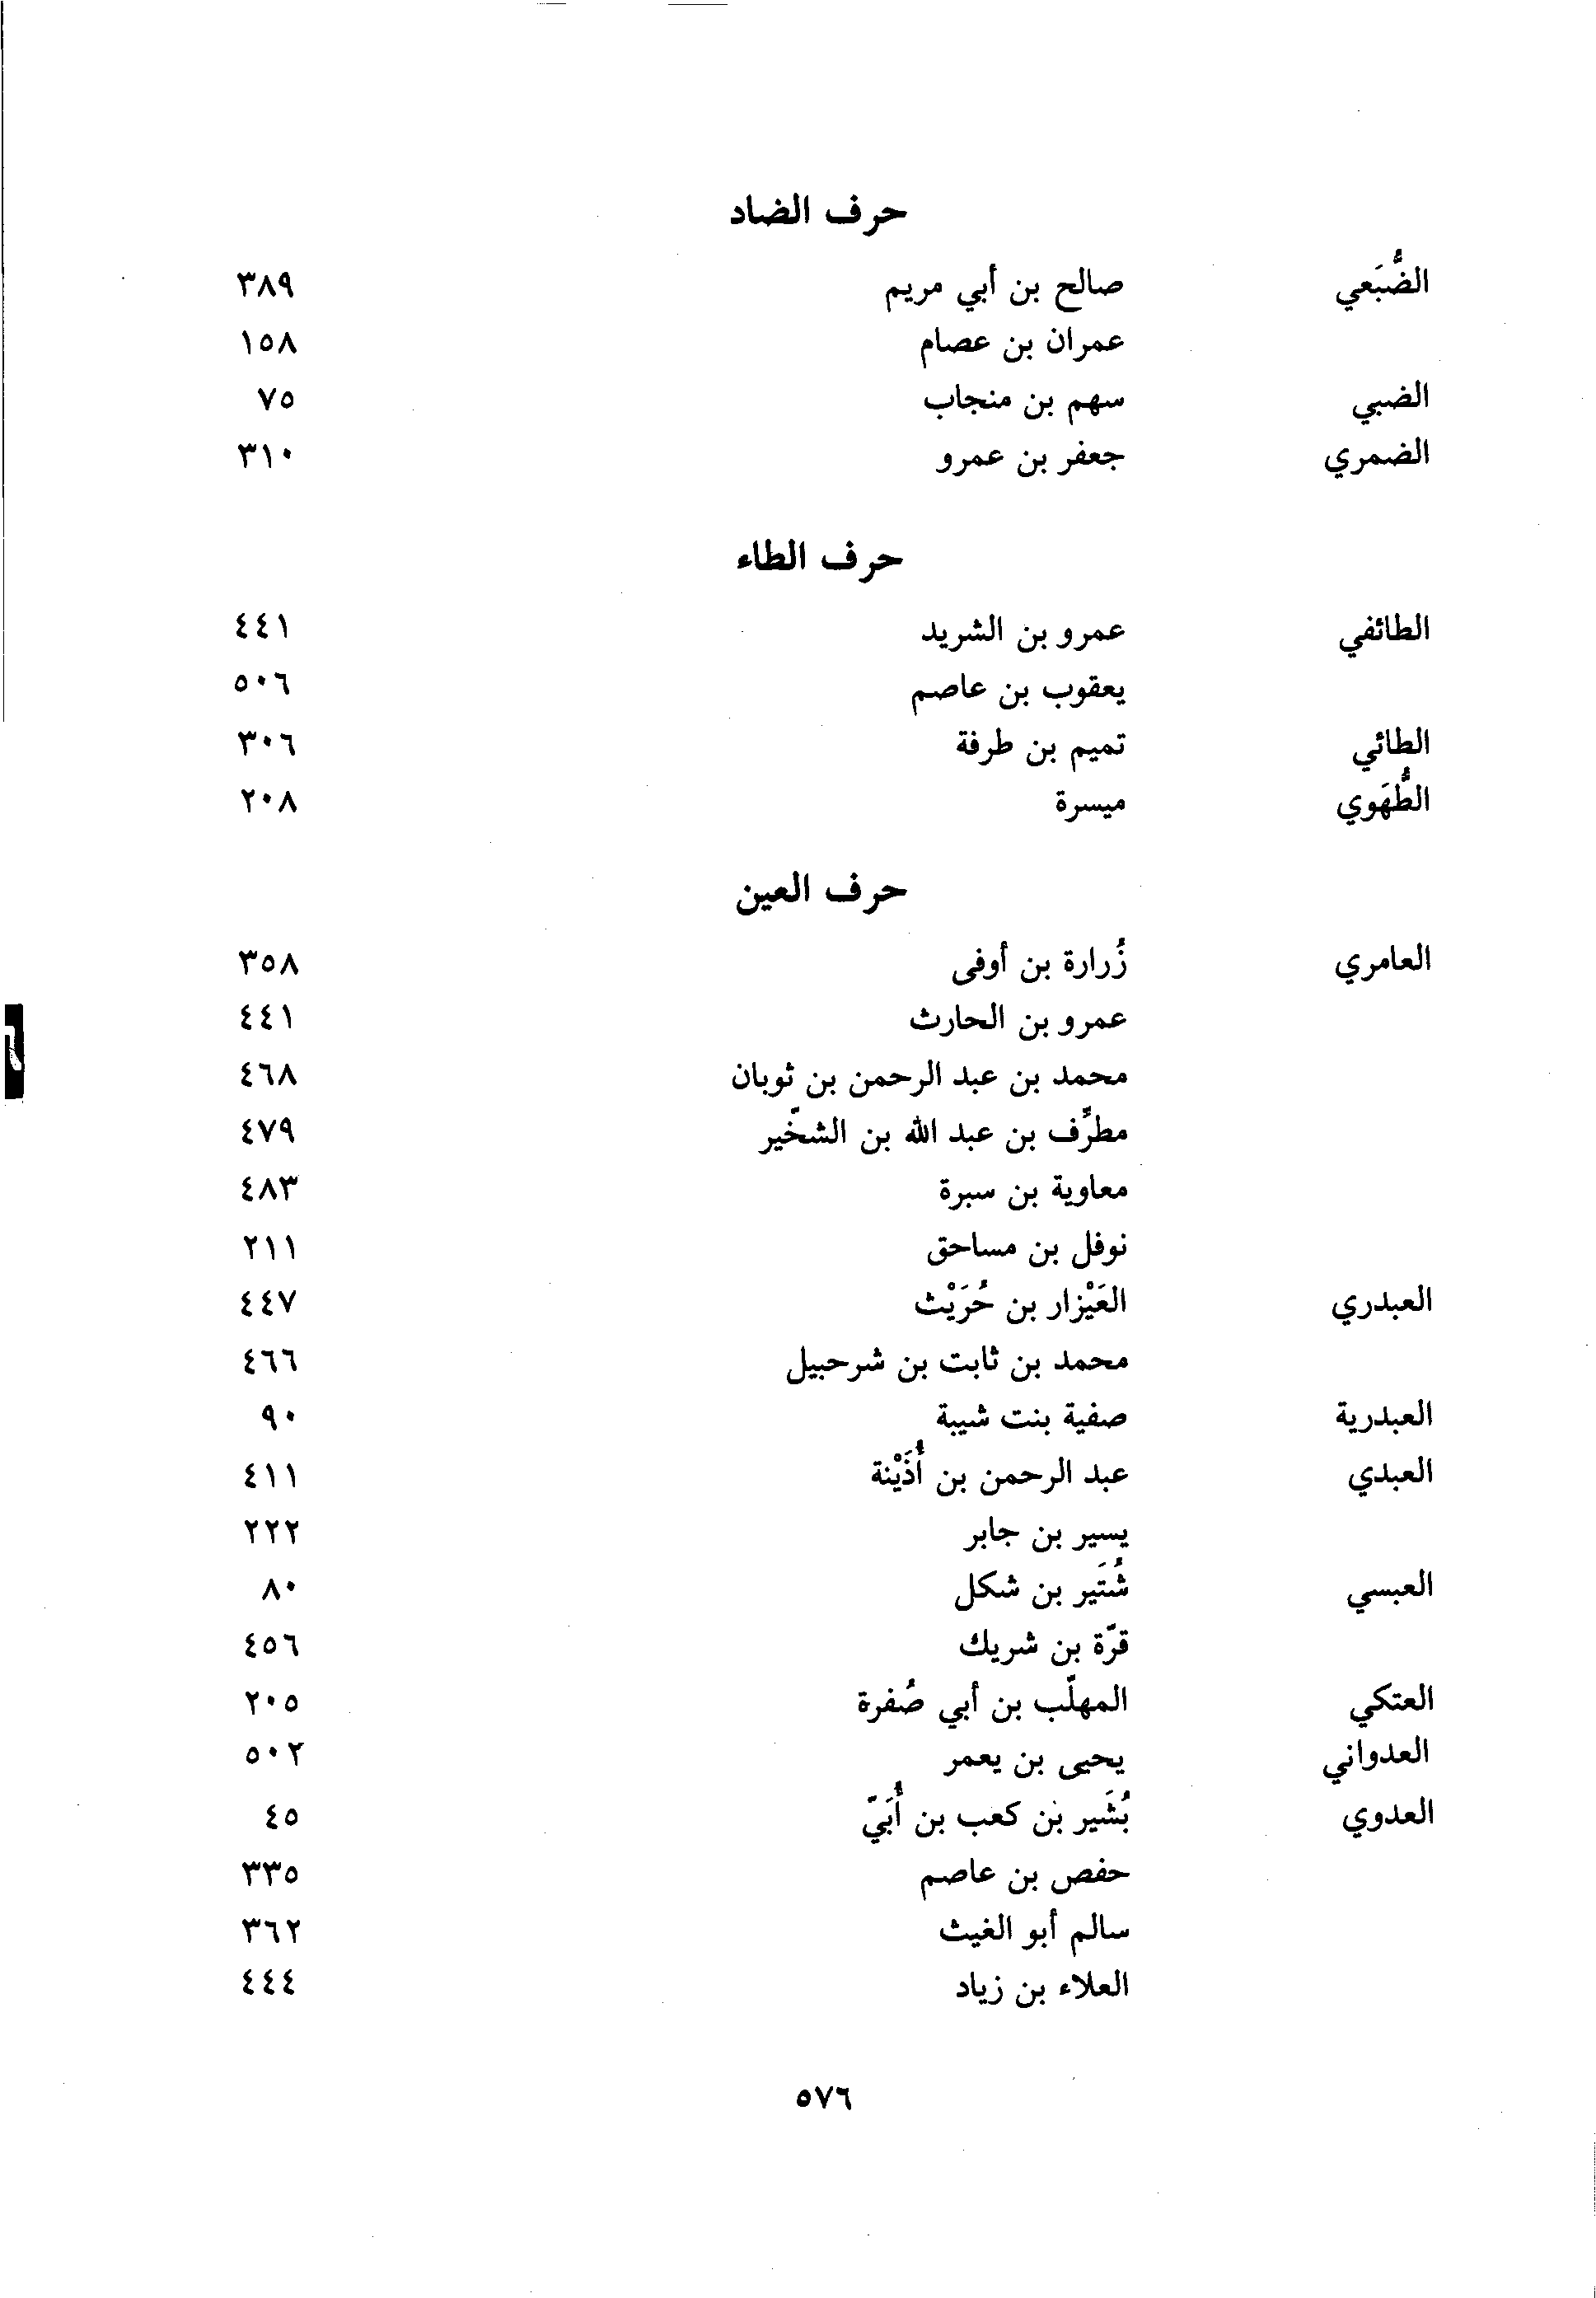 حرف الضاد
الضُّبَعي صالح بن أبي مريم ٣٨٩
عمران بن عصام ١٥٨
الضبي سهم بن منجاب ٧٥
الضمري جعفر بن عمرو ٣١٠
حرف الطاء
الطائفي عمرو بن الشريد ٤٤١
يعقوب بن عاصم ٥٠٦
الطائي تميم بن طرفة ٣٠٦
الطُّهَوي ميسرة ٢٠٨
حرف العين
العامري زُرارة بن أوفى ٣٥٨
عمرو بن الحارث ٤٤١
محمد بن عبد الرحمن بن ثوبان ٤٦٨
مطرِّف بن عبد الله بن الشخّير ٤٧٩
معاوية بن سبرة ٤٨٣
نوفل بن مساحق ٢١١
العبدري العَيْزار بن حُرَيْث ٤٤٧
محمد بن ثابت بن شرحبيل ٤٦٦
العبدرية صفية بنت شيبة ٩٠
العبدي عبد الرحمن بن أُذَيْنة ٤١١
يسير بن جابر ٢٢٢
العبسي شُتَير بن شكل ٨٠
قرّة بن شريك ٤٥٦
العتكي المهلّب بن أبي صُفرة ٢٠٥
العدواني يحيى بن يعمر ٥٠٢
العدوي بُشَير بن كعب بن أُبَيّ ٤٥
حفص بن عاصم ٣٣٥
سالم أبو الغيث ٣٦٢
العلاء بن زياد ٤٤٤
٥٧٦